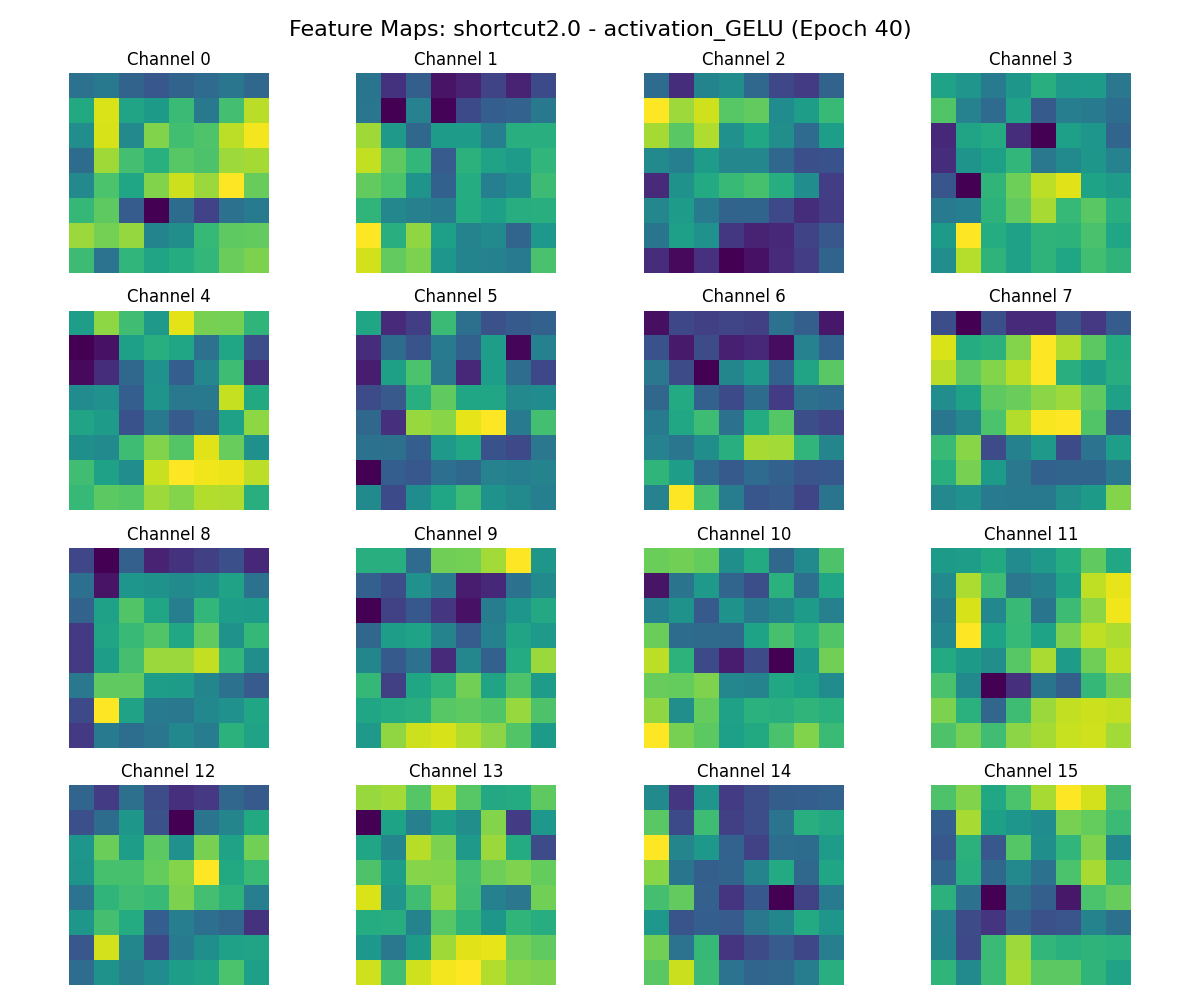 Feature Maps: shortcut2.0 - activation_GELU (Epoch 40)
Channel 0
Channel 1
Channel 2
Channel 3
Channel 4
Channel 5
Channel 6
Channel 7
Channel 8
Channel 9
Channel 10
Channel 11
Channel 12
Channel 13
Channel 14
Channel 15